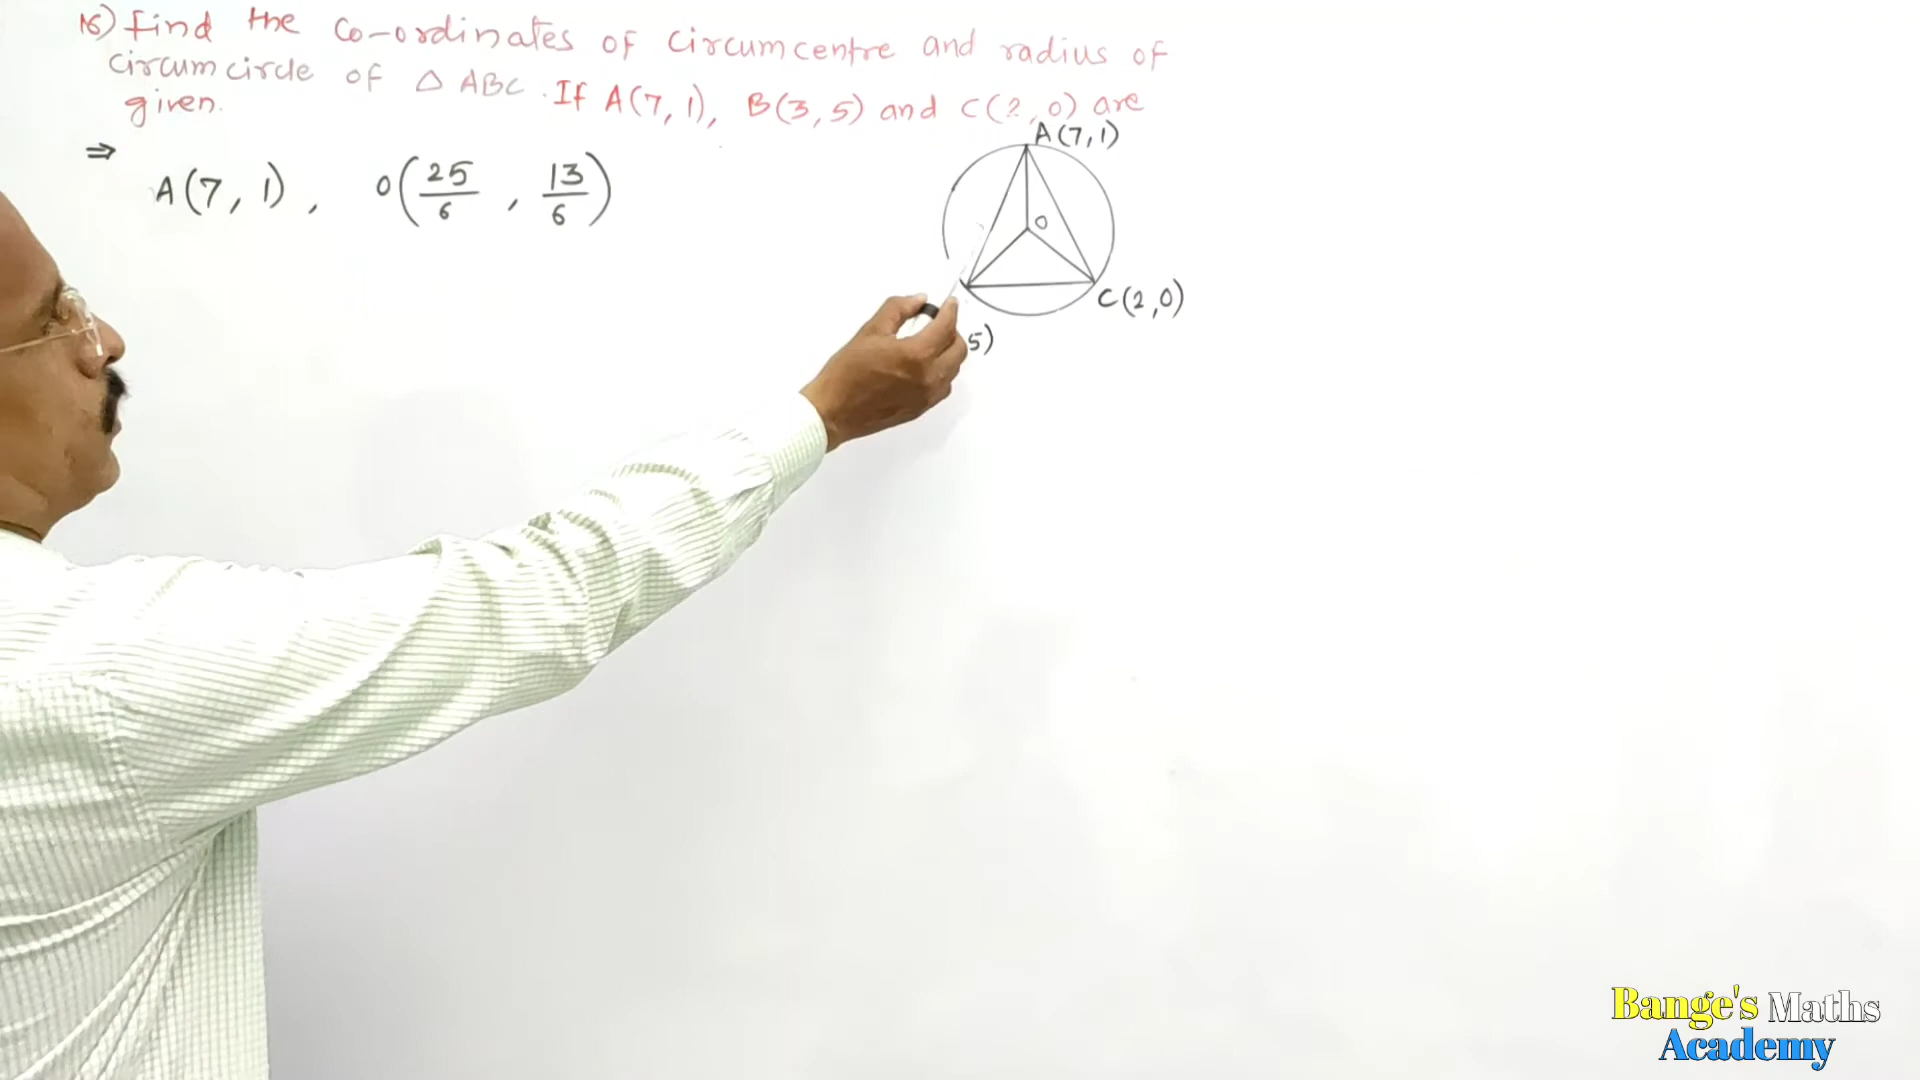 16) find the co-ordinates of circumcentre and radius of
circumcircle of △ ABC. If A(7, 1), B(3, 5) and C(2, 0) are
given.
⇒
A(7, 1), O(25/6, 13/6)
A(7, 1)
O
C(2, 0)
5)
Bange's Maths
Academy